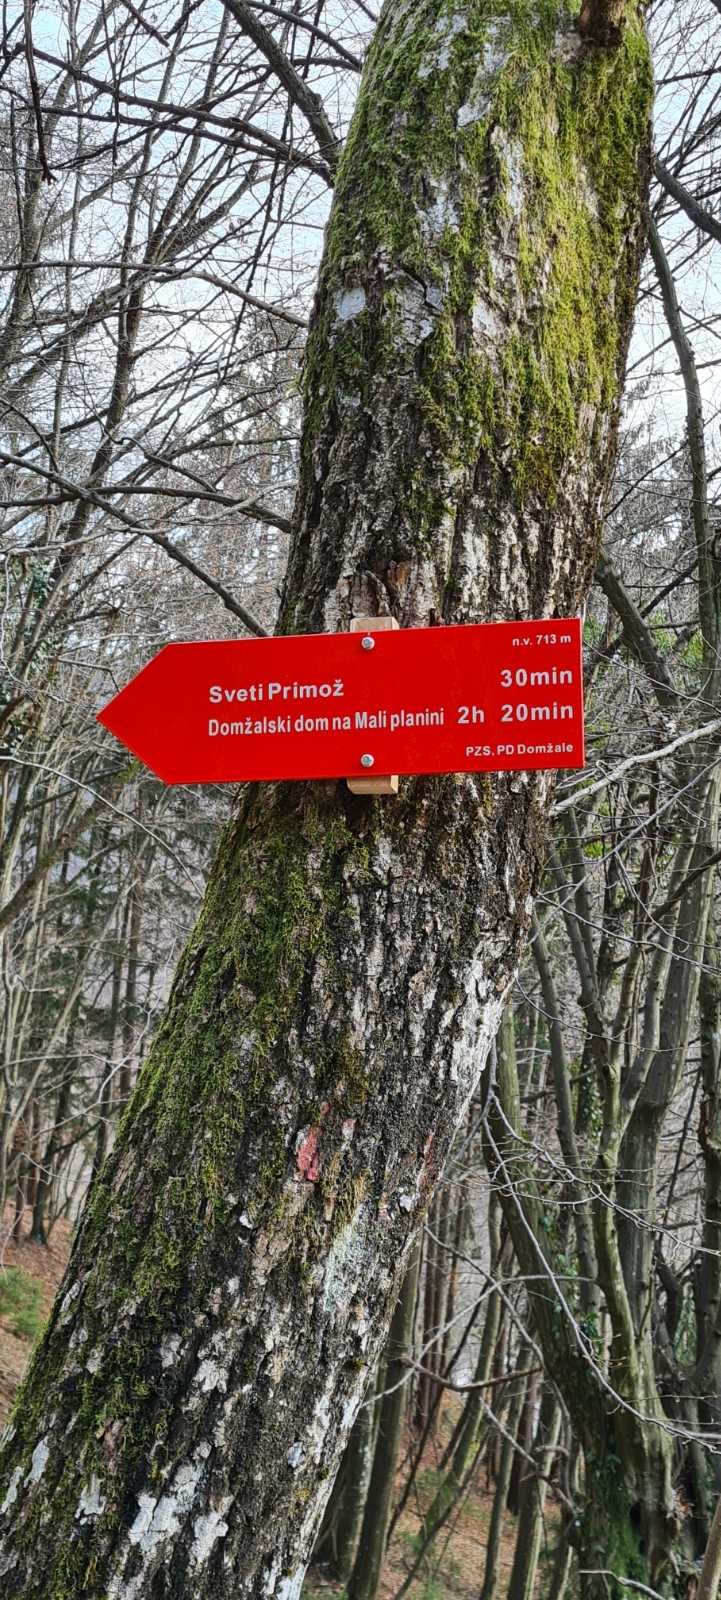 n.v. 713 m
Sveti Primož 30min
Domžalski dom na Mali planini 2h 20min
PZS, PD Domžale